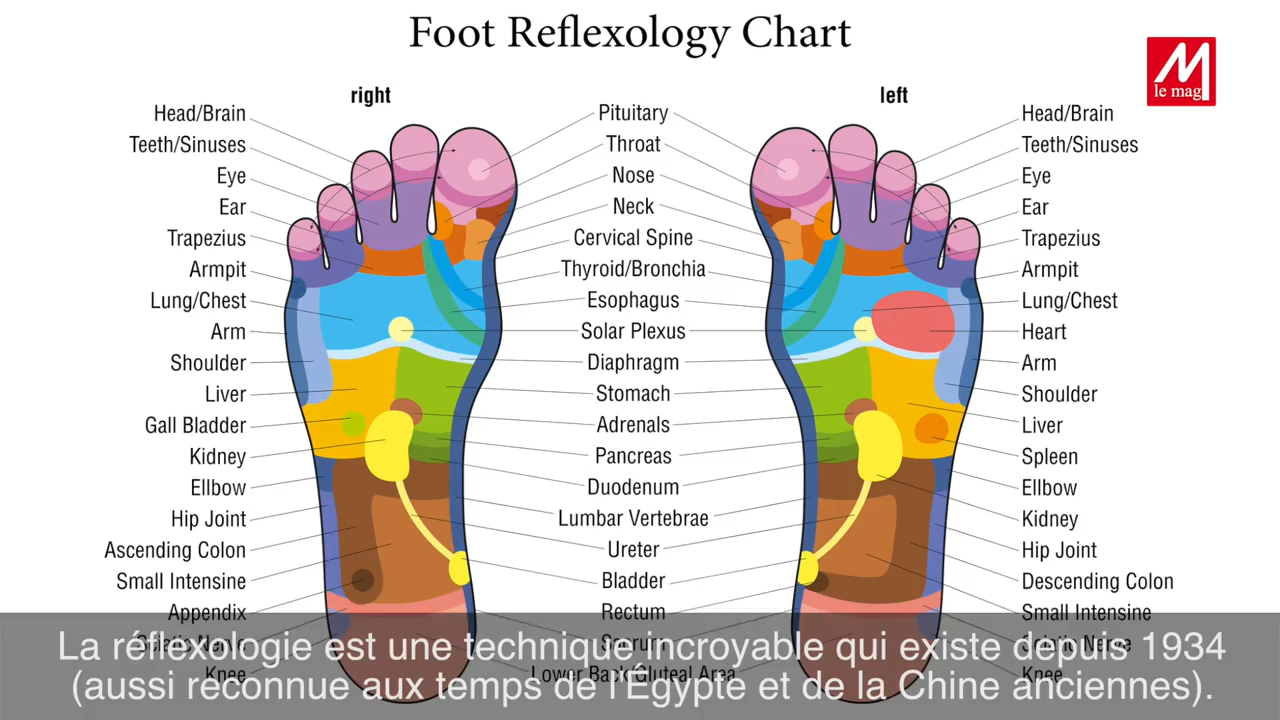 Foot Reflexology Chart
M
le mag
right
left
Head/Brain
Teeth/Sinuses
Eye
Ear
Trapezius
Armpit
Lung/Chest
Arm
Shoulder
Liver
Gall Bladder
Kidney
Ellbow
Hip Joint
Ascending Colon
Small Intensine
Appendix
Sciatic Nerve
Knee
Pituitary
Throat
Nose
Neck
Cervical Spine
Thyroid/Bronchia
Esophagus
Solar Plexus
Diaphragm
Stomach
Adrenals
Pancreas
Duodenum
Lumbar Vertebrae
Ureter
Bladder
Rectum
Sacrum
Lower Back/Gluteal Area
Head/Brain
Teeth/Sinuses
Eye
Ear
Trapezius
Armpit
Lung/Chest
Heart
Arm
Shoulder
Liver
Spleen
Ellbow
Kidney
Hip Joint
Descending Colon
Small Intensine
Sciatic Nerve
Knee
La réflexologie est une technique incroyable qui existe depuis 1934
(aussi reconnue aux temps de l'Égypte et de la Chine anciennes).